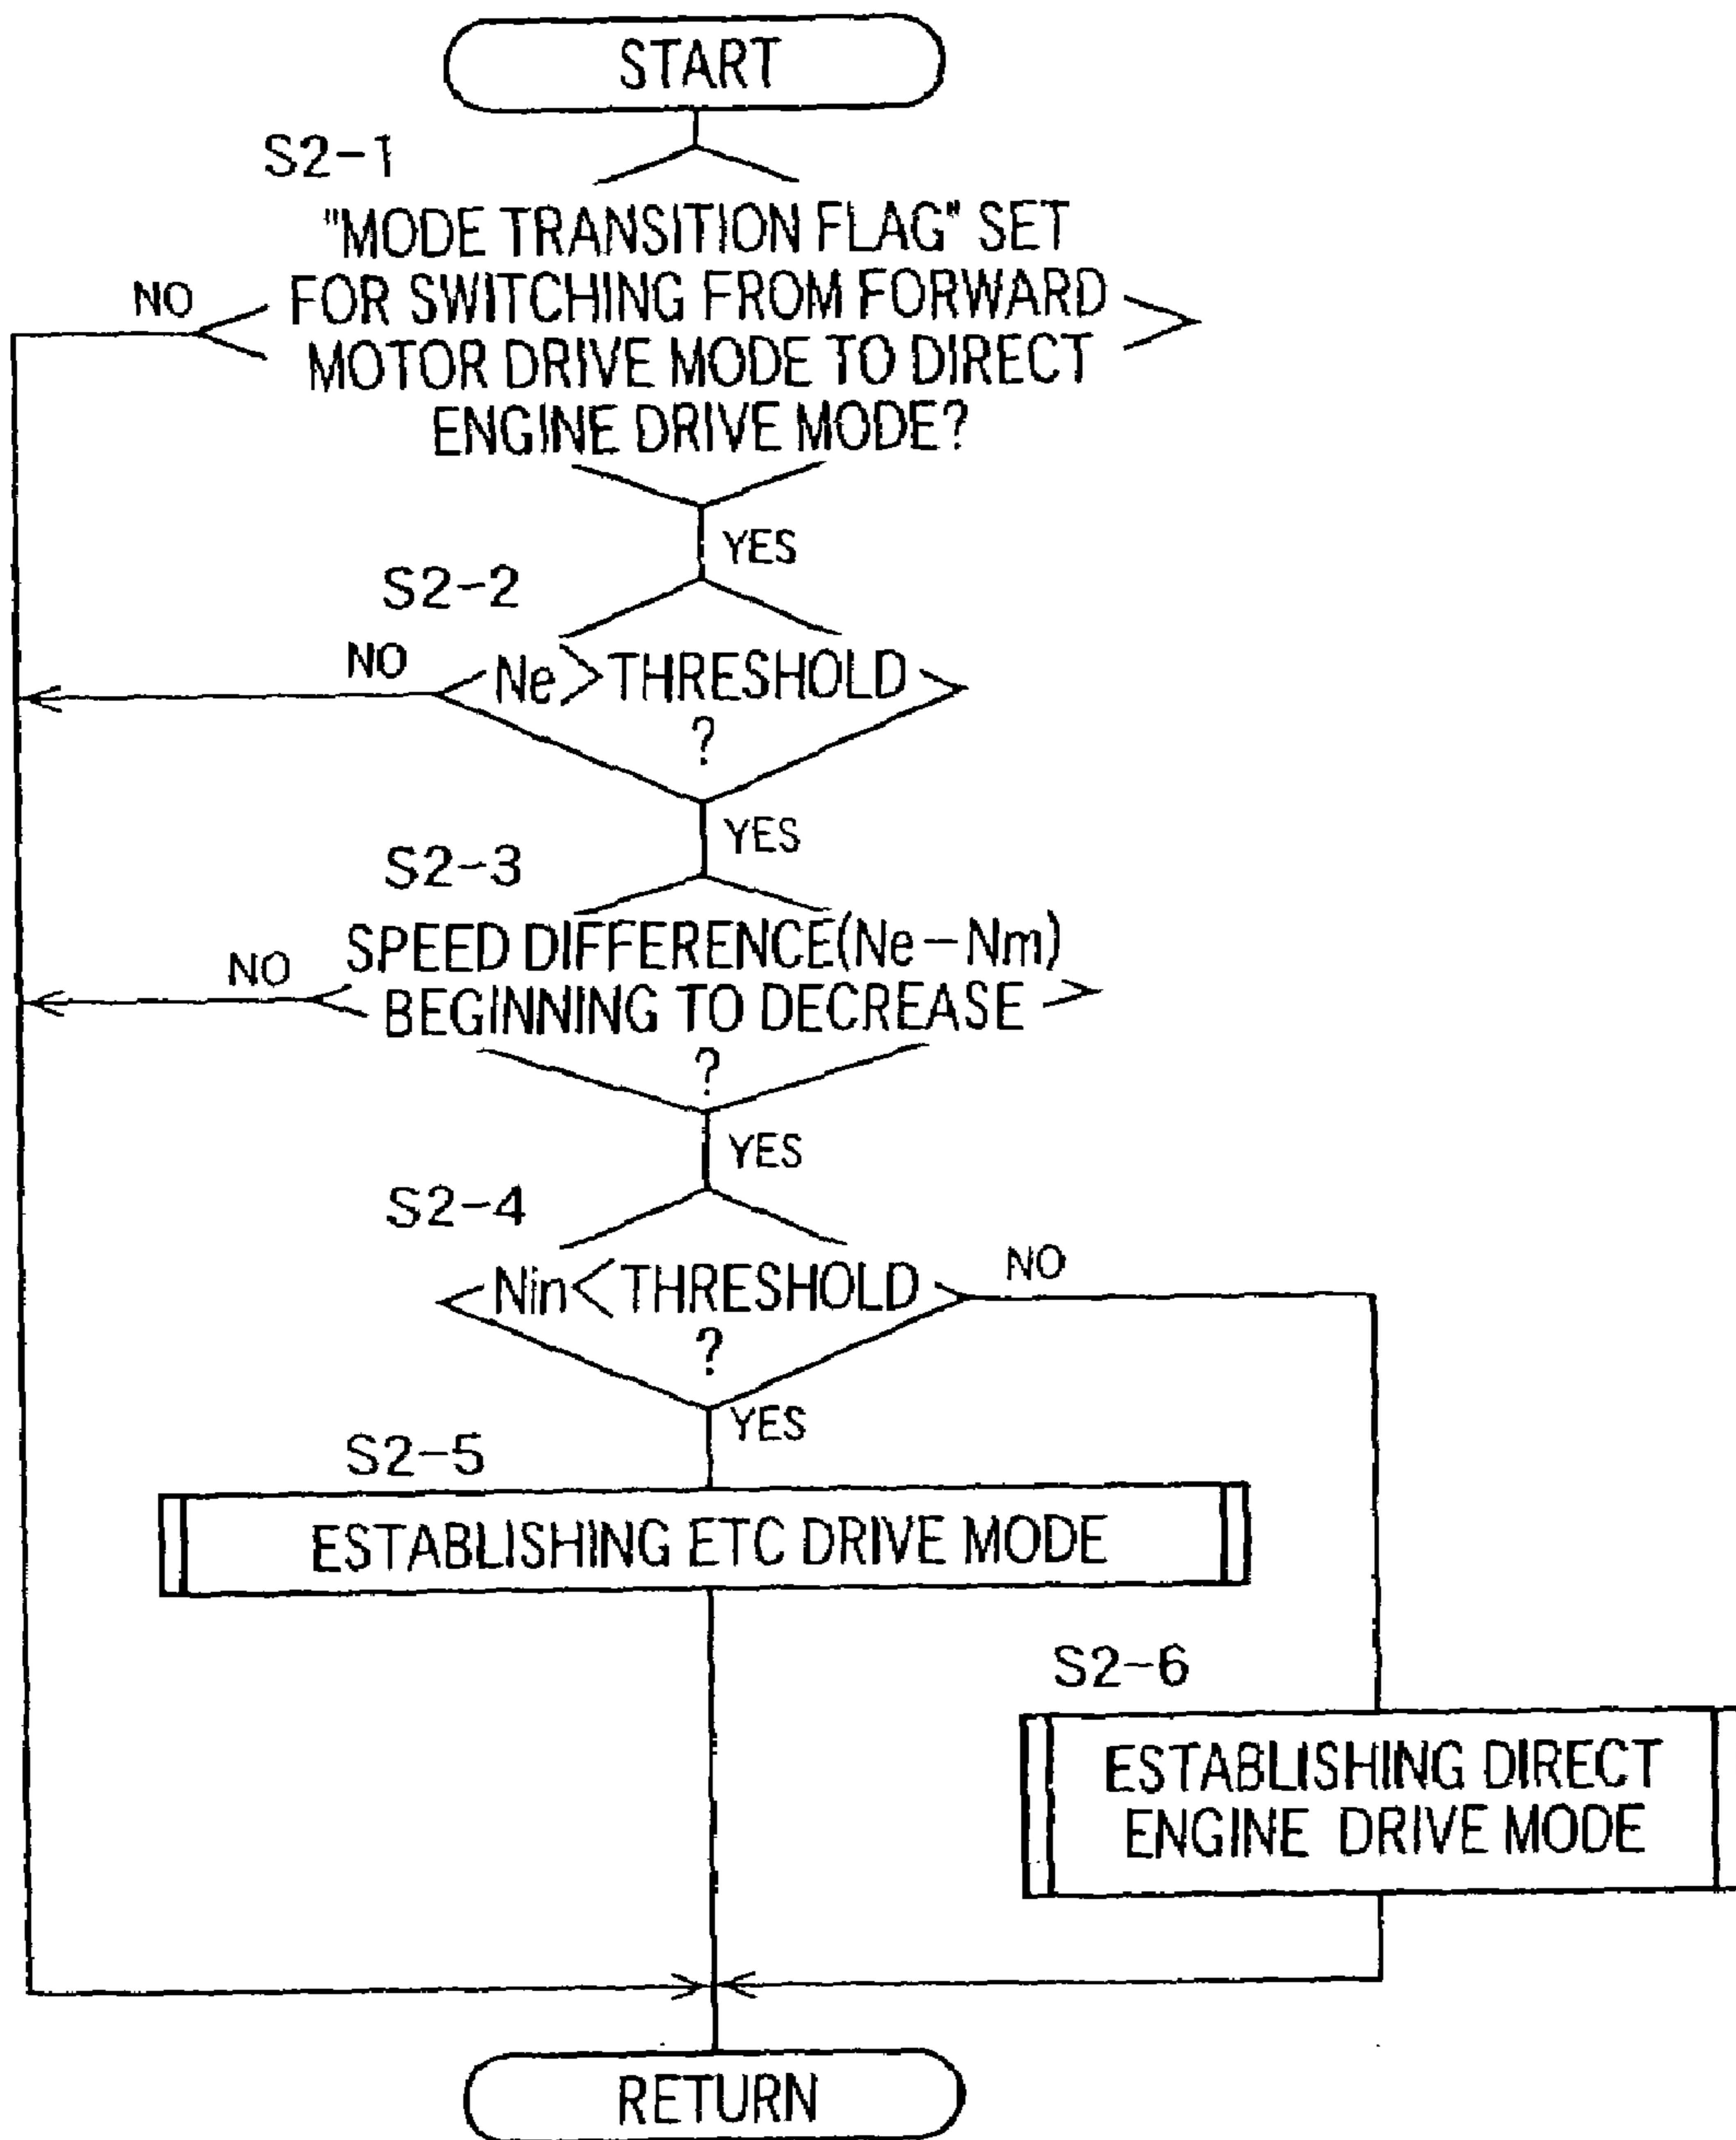 START
S2-1
"MODE TRANSITION FLAG" SET
FOR SWITCHING FROM FORWARD
MOTOR DRIVE MODE TO DIRECT
ENGINE DRIVE MODE?
NO
YES
S2-2
Ne>THRESHOLD
?
NO
YES
S2-3
SPEED DIFFERENCE(Ne-Nm)
BEGINNING TO DECREASE
?
NO
YES
S2-4
Nin<THRESHOLD
?
NO
YES
S2-5
ESTABLISHING ETC DRIVE MODE
S2-6
ESTABLISHING DIRECT
ENGINE DRIVE MODE
RETURN